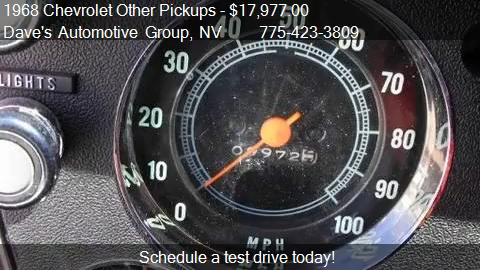 1968 Chevrolet Other Pickups - $17,977.00
Dave's Automotive Group, NV 775-423-3809
LIGHTS
0 10 20 30 40 50 60 70 80 90 100
MPH
Schedule a test drive today!